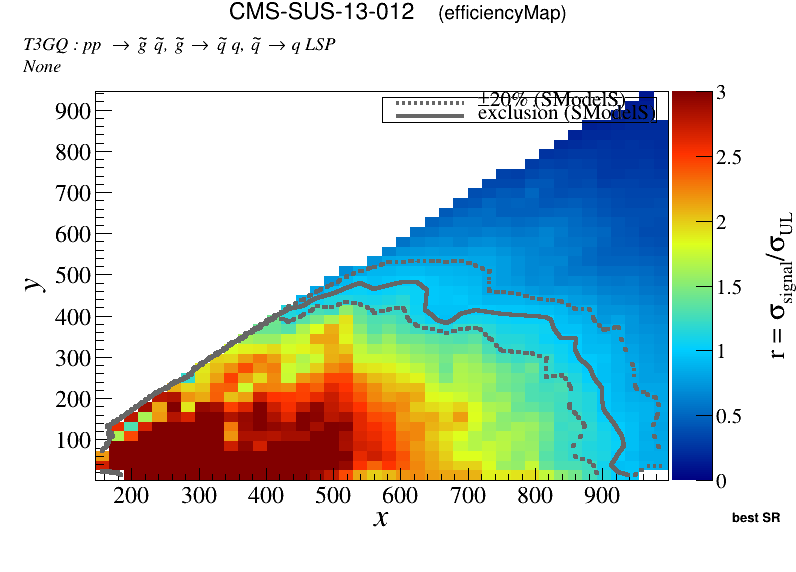 CMS-SUS-13-012 (efficiencyMap)
T3GQ : pp → g̃ q̃, g̃ → q̃ q, q̃ → q LSP
None
±20% (SModelS)
exclusion (SModelS)
900
800
700
600
500
400
300
200
100
y
200 300 400 500 600 700 800 900
x
3
2.5
2
1.5
1
0.5
0
r = σsignal/σUL
best SR